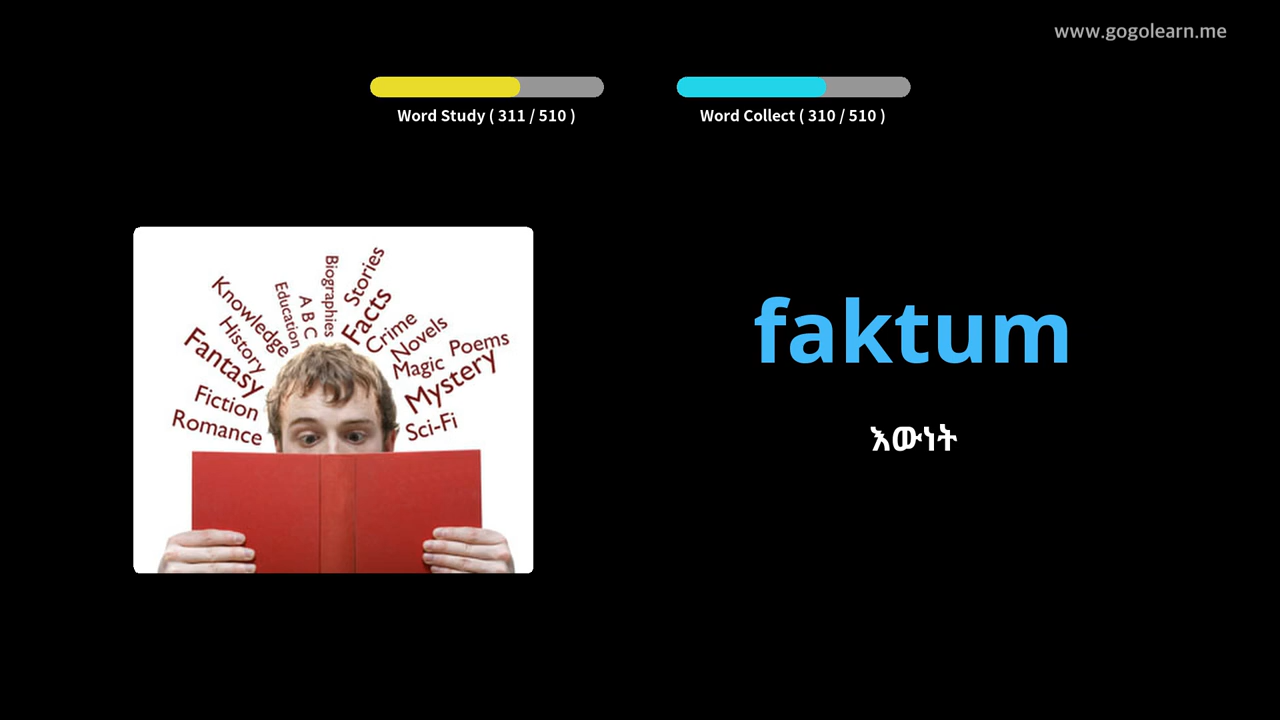 www.gogolearn.me
Word Study ( 311 / 510 )
Word Collect ( 310 / 510 )
Knowledge
Education
A B C
Biographies
Stories
Facts
Crime
Novels
Poems
Magic
Mystery
Sci-Fi
History
Fantasy
Fiction
Romance
faktum
እውነት